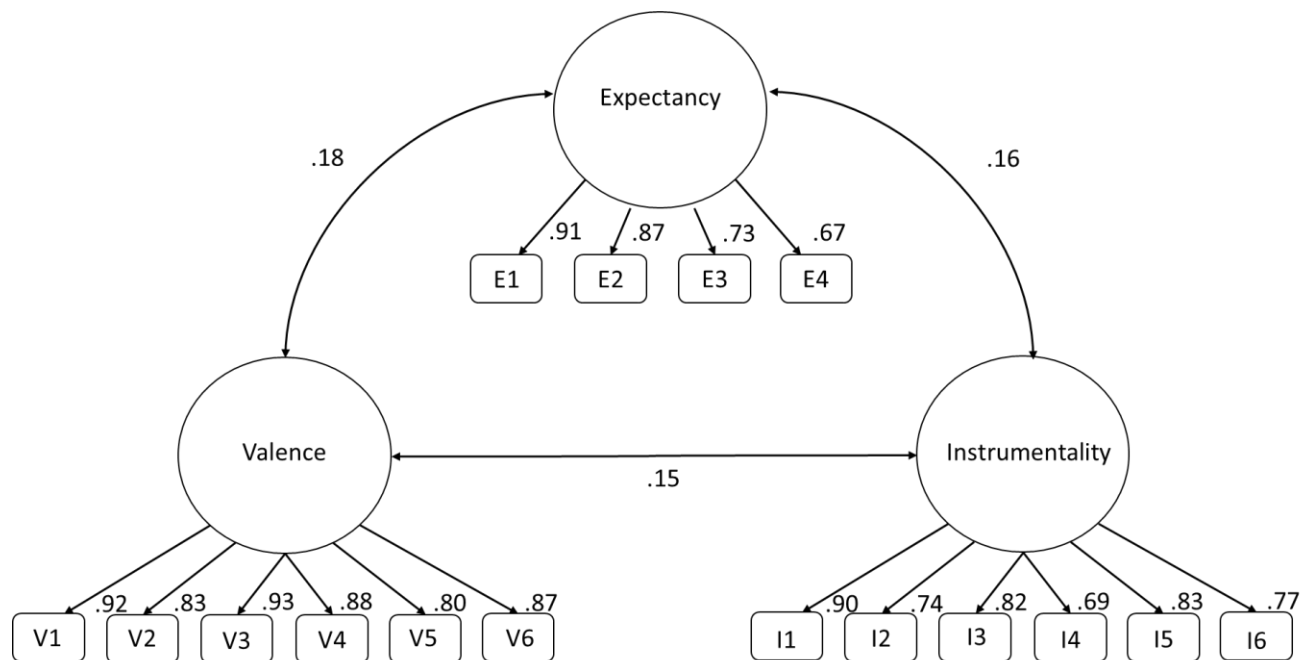 Expectancy
.18
.16
.91 .87 .73 .67
E1 E2 E3 E4
Valence
Instrumentality
.15
.92 .83 .93 .88 .80 .87
.90 .74 .82 .69 .83 .77
V1 V2 V3 V4 V5 V6
I1 I2 I3 I4 I5 I6